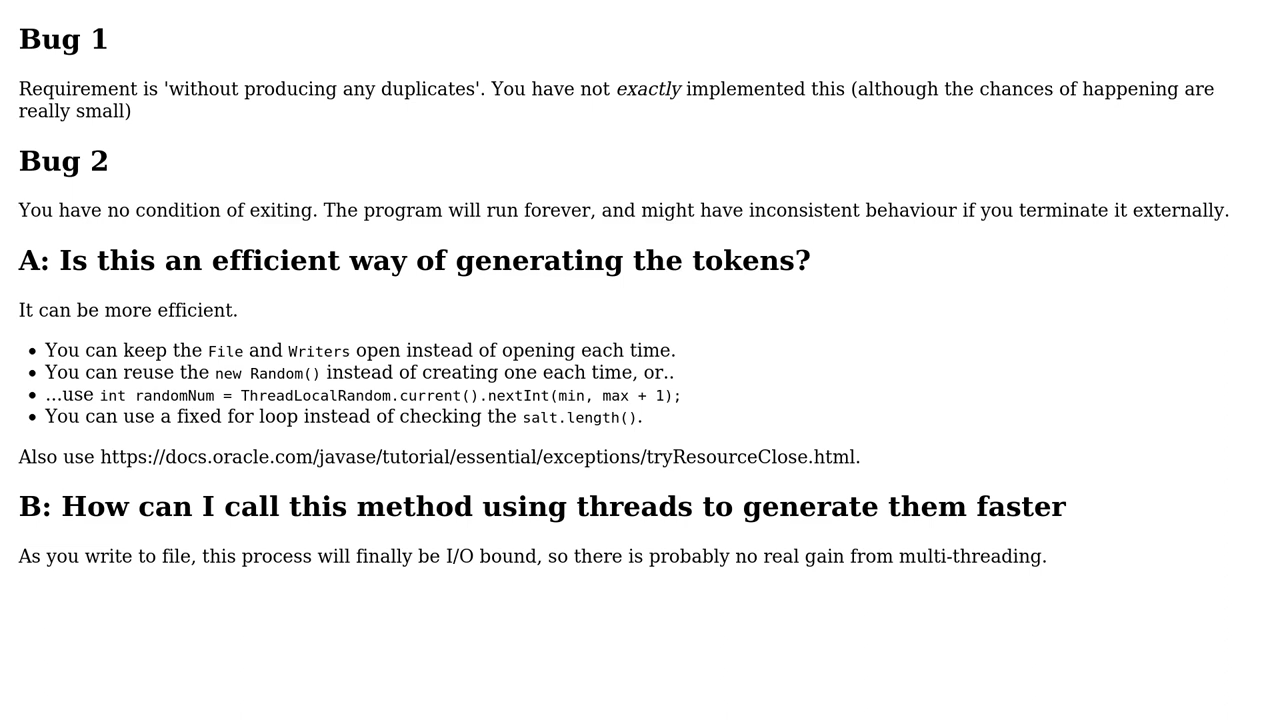 Bug 1
Requirement is 'without producing any duplicates'. You have not exactly implemented this (although the chances of happening are
really small)
Bug 2
You have no condition of exiting. The program will run forever, and might have inconsistent behaviour if you terminate it externally.
A: Is this an efficient way of generating the tokens?
It can be more efficient.
• You can keep the File and Writers open instead of opening each time.
• You can reuse the new Random() instead of creating one each time, or..
• ...use int randomNum = ThreadLocalRandom.current().nextInt(min, max + 1);
• You can use a fixed for loop instead of checking the salt.length().
Also use https://docs.oracle.com/javase/tutorial/essential/exceptions/tryResourceClose.html.
B: How can I call this method using threads to generate them faster
As you write to file, this process will finally be I/O bound, so there is probably no real gain from multi-threading.